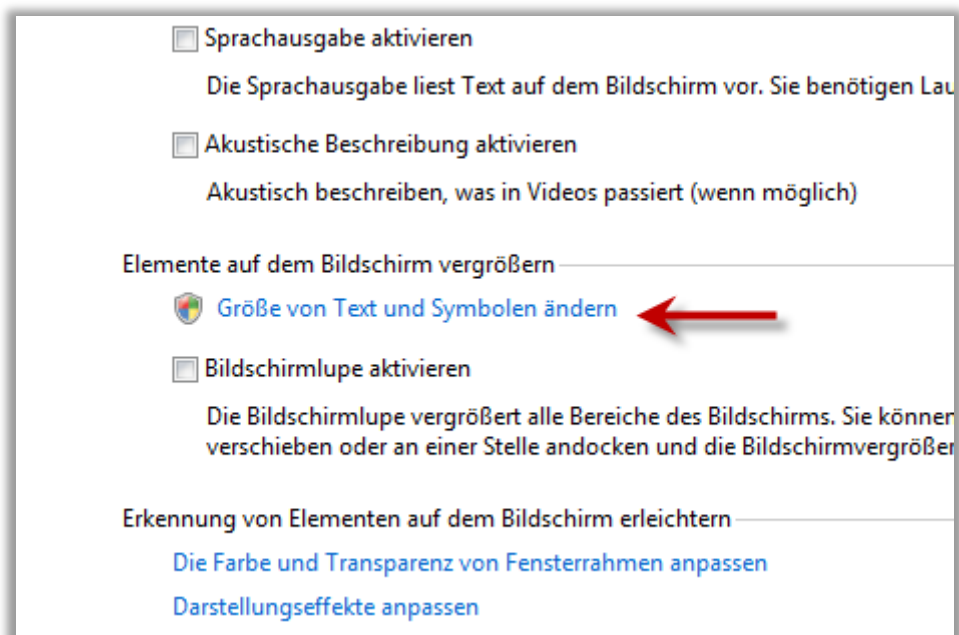 Sprachausgabe aktivieren
Die Sprachausgabe liest Text auf dem Bildschirm vor. Sie benötigen
Akustische Beschreibung aktivieren
Akustisch beschreiben, was in Videos passiert (wenn möglich)
Elemente auf dem Bildschirm vergrößern
Größe von Text und Symbolen ändern
Bildschirmlupe aktivieren
Die Bildschirmlupe vergrößert alle Bereiche des Bildschirms. Sie können
verschieben oder an einer Stelle andocken und die
Erkennung von Elementen auf dem Bildschirm erleichtern
Die Farbe und Transparenz von Fensterrahmen anpassen
Darstellungseffekte anpassen